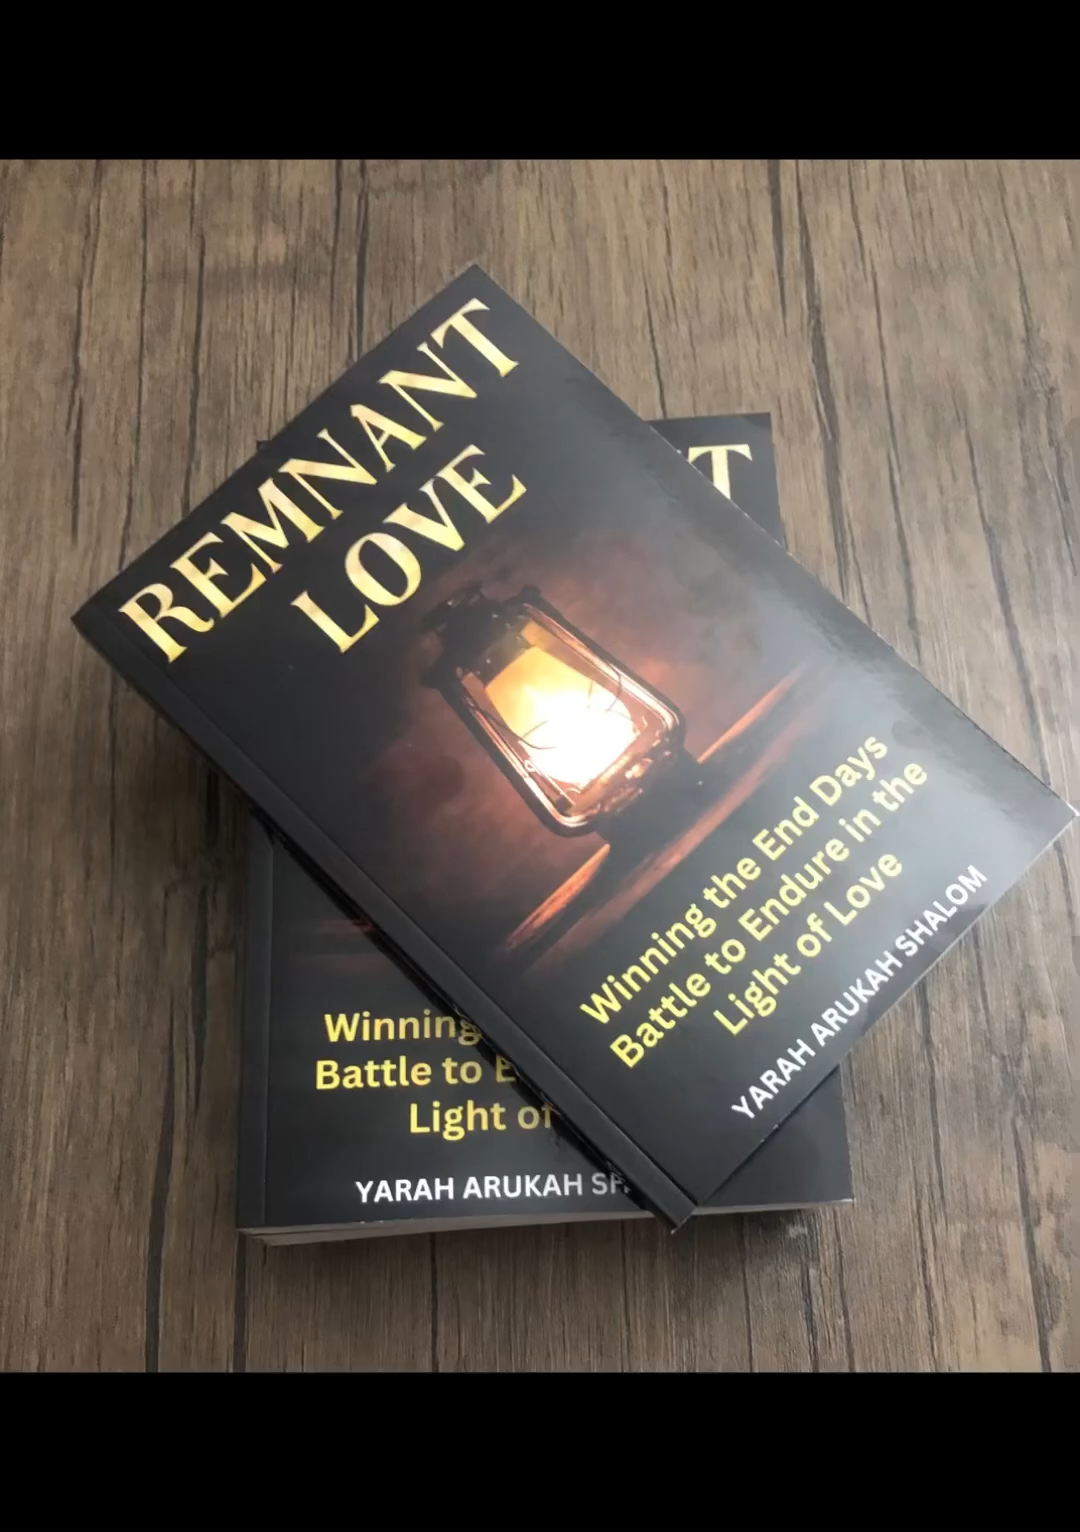 REMNANT
LOVE
Winning the End Days
Battle to Endure in the
Light of Love
YARAH ARUKAH SHALOM
T
Winning
Battle to
Light of
YARAH ARUKAH